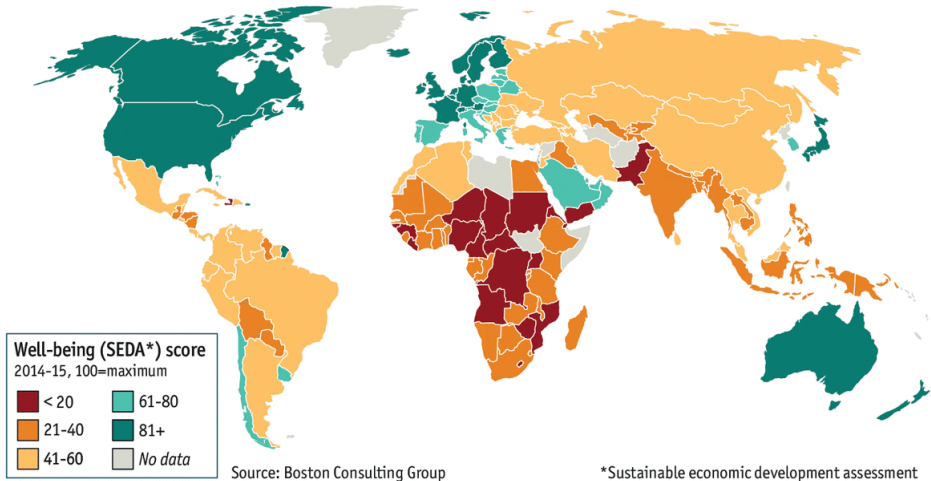 Well-being (SEDA*) score
2014-15, 100=maximum
< 20
21-40
41-60
61-80
81+
No data
Source: Boston Consulting Group
*Sustainable economic development assessment